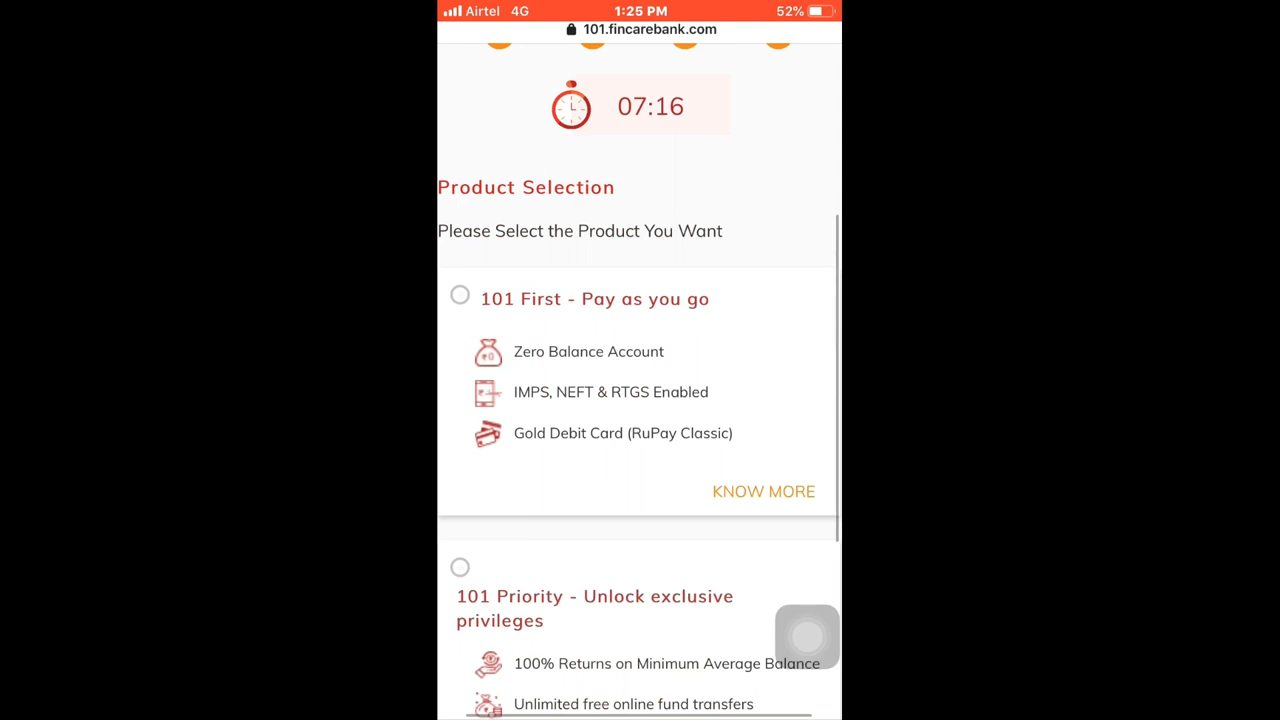 Airtel 4G 1:25 PM 52%
101.fincarebank.com
07:16
Product Selection
Please Select the Product You Want
101 First - Pay as you go
₹0
Zero Balance Account
IMPS, NEFT & RTGS Enabled
Gold Debit Card (RuPay Classic)
KNOW MORE
101 Priority - Unlock exclusive
privileges
100% Returns on Minimum Average Balance
Unlimited free online fund transfers